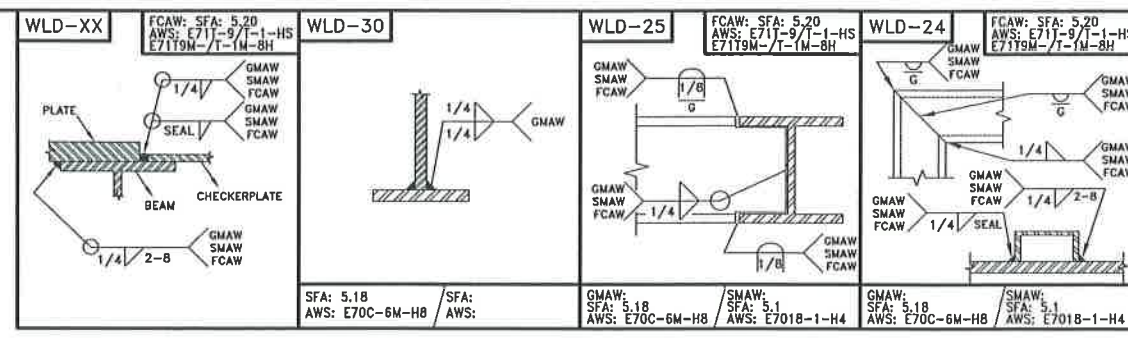 WLD-XX
FCAW: SFA: 5.20
AWS: E71T-9/T-1-HS
E71T9M-/T-1M-8H
GMAW
SMAW
FCAW
1/4
GMAW
SMAW
FCAW
SEAL
PLATE
BEAM
CHECKERPLATE
1/4
2-8
GMAW
SMAW
FCAW
WLD-30
1/4
1/4
GMAW
SFA: 5.18
AWS: E70C-6M-H8
SFA:
AWS:
WLD-25
FCAW: SFA: 5.20
AWS: E71T-9/T-1-HS
E71T9M-/T-1M-8H
GMAW
SMAW
FCAW
1/8
G
GMAW
SMAW
FCAW
1/4
1/8
GMAW
SMAW
FCAW
GMAW:
SFA: 5.18
AWS: E70C-6M-H8
SMAW:
SFA: 5.1
AWS: E7018-1-H4
WLD-24
FCAW: SFA: 5.20
AWS: E71T-9/T-1-HS
E71T9M-/T-1M-8H
G
GMAW
SMAW
FCAW
G
GMAW
SMAW
FCAW
1/4
GMAW
SMAW
FCAW
GMAW
SMAW
FCAW
1/4
2-8
GMAW
SMAW
FCAW
1/4
SEAL
GMAW:
SFA: 5.18
AWS: E70C-6M-H8
SMAW:
SFA: 5.1
AWS: E7018-1-H4